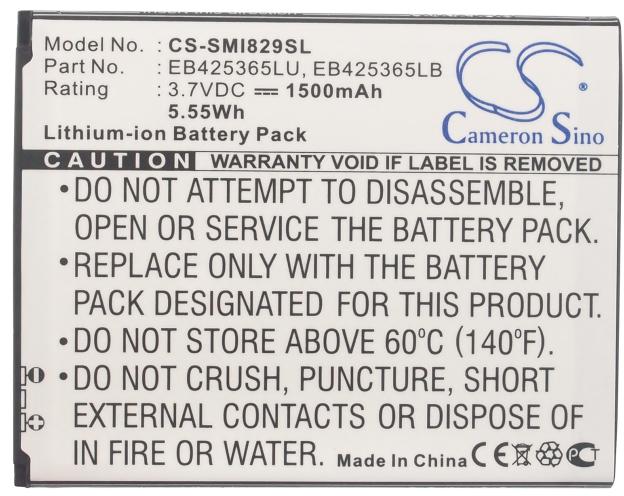 Model No.: CS-SMI829SL
Part No.: EB425365LU, EB425365LB
Rating : 3.7VDC 1500mAh
5.55Wh
Lithium-ion Battery Pack
CS
Cameron Sino
CAUTION WARRANTY VOID IF LABEL IS REMOVED
•DO NOT ATTEMPT TO DISASSEMBLE,
OPEN OR SERVICE THE BATTERY PACK.
•REPLACE ONLY WITH THE BATTERY
PACK DESIGNATED FOR THIS PRODUCT.
•DO NOT STORE ABOVE 60°C (140°F).
•DO NOT CRUSH, PUNCTURE, SHORT
EXTERNAL CONTACTS OR DISPOSE OF
IN FIRE OR WATER. Made In China CE